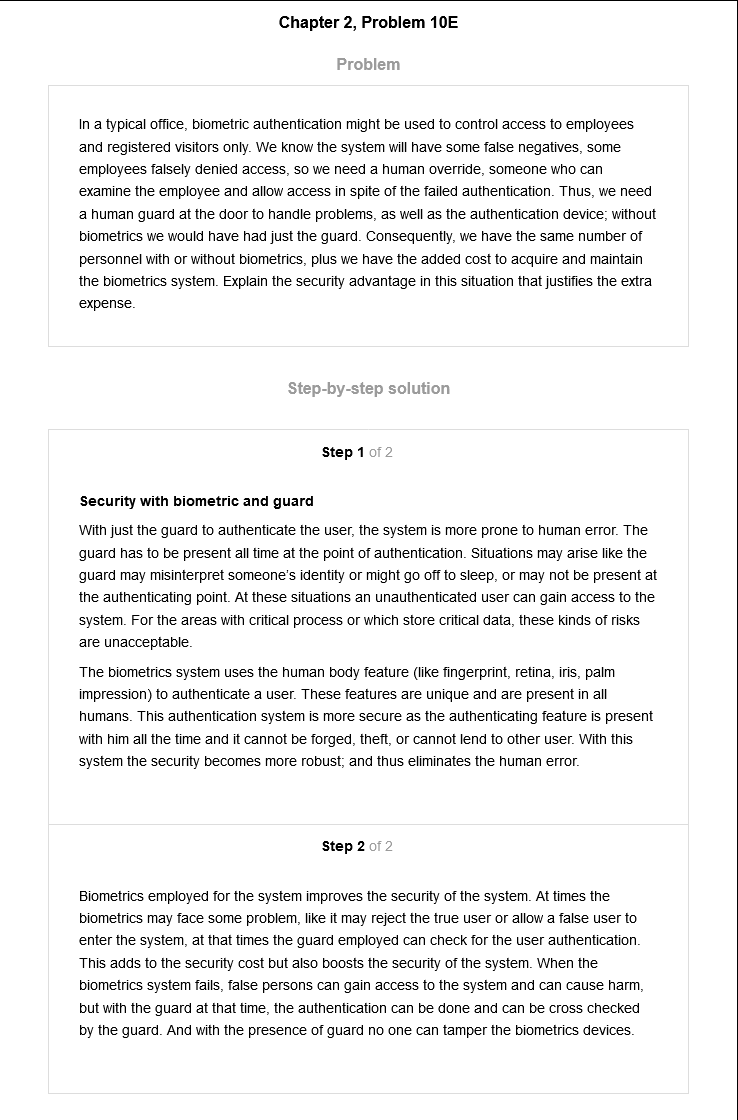 Chapter 2, Problem 10E
Problem
In a typical office, biometric authentication might be used to control access to employees
and registered visitors only. We know the system will have some false negatives, some
employees falsely denied access, so we need a human override, someone who can
examine the employee and allow access in spite of the failed authentication. Thus, we need
a human guard at the door to handle problems, as well as the authentication device; without
biometrics we would have had just the guard. Consequently, we have the same number of
personnel with or without biometrics, plus we have the added cost to acquire and maintain
the biometrics system. Explain the security advantage in this situation that justifies the extra
expense.
Step-by-step solution
Step 1 of 2
Security with biometric and guard
With just the guard to authenticate the user, the system is more prone to human error. The
guard has to be present all time at the point of authentication. Situations may arise like the
guard may misinterpret someone's identity or might go off to sleep, or may not be present at
the authenticating point. At these situations an unauthenticated user can gain access to the
system. For the areas with critical process or which store critical data, these kinds of risks
are unacceptable.
The biometrics system uses the human body feature (like fingerprint, retina, iris, palm
impression) to authenticate a user. These features are unique and are present in all
humans. This authentication system is more secure as the authenticating feature is present
with him all the time and it cannot be forged, theft, or cannot lend to other user. With this
system the security becomes more robust; and thus eliminates the human error.
Step 2 of 2
Biometrics employed for the system improves the security of the system. At times the
biometrics may face some problem, like it may reject the true user or allow a false user to
enter the system, at that times the guard employed can check for the user authentication.
This adds to the security cost but also boosts the security of the system. When the
biometrics system fails, false persons can gain access to the system and can cause harm,
but with the guard at that time, the authentication can be done and can be cross checked
by the guard. And with the presence of guard no one can tamper the biometrics devices.